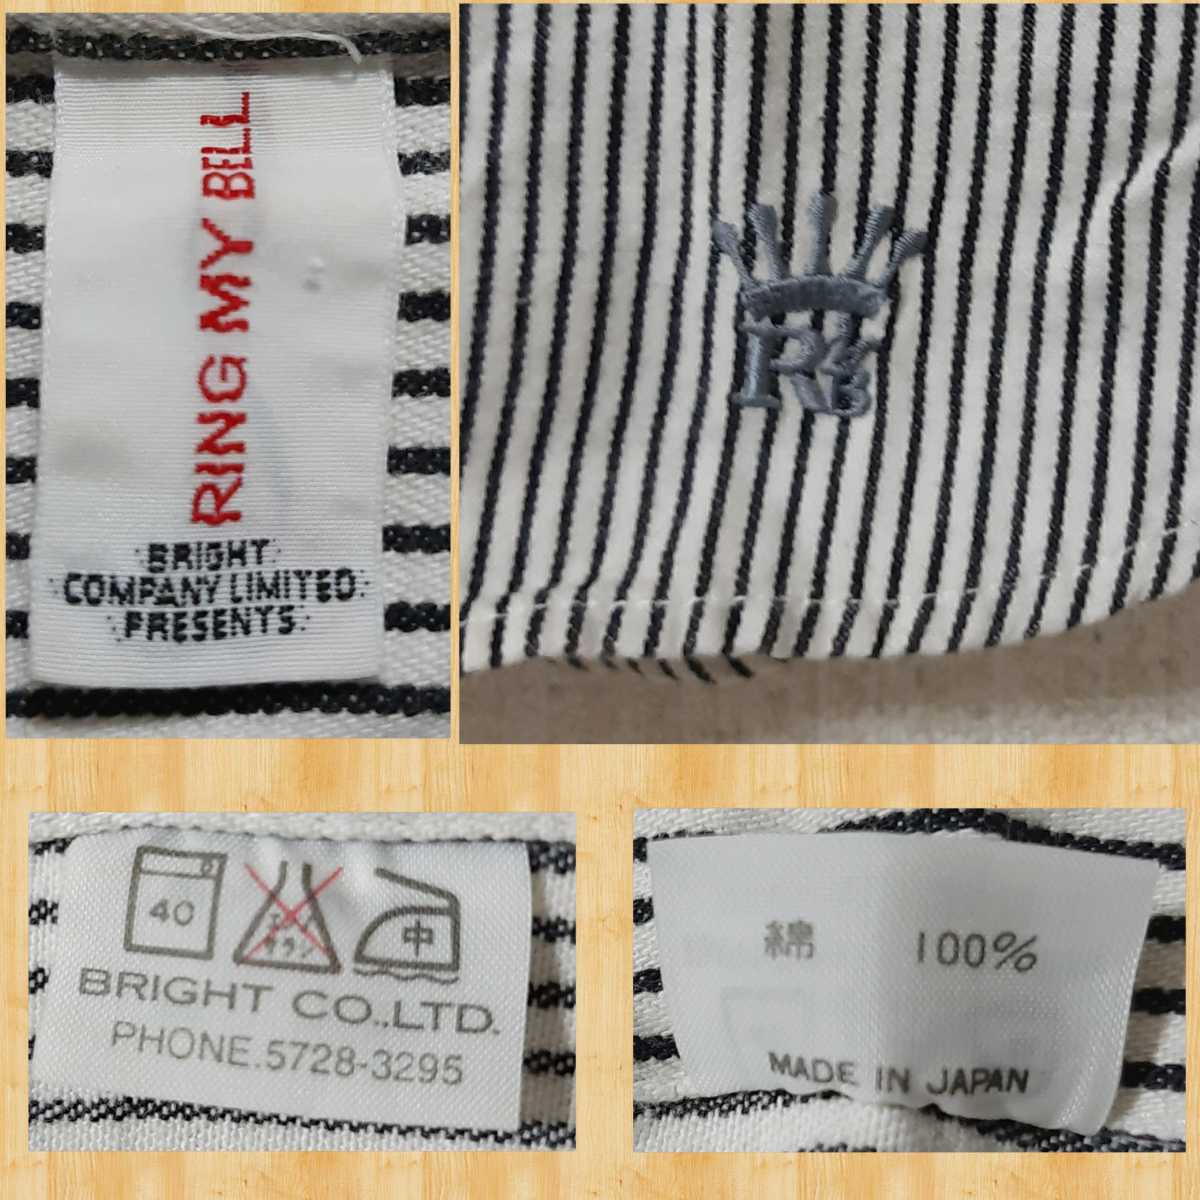 RING MY BELL
BRIGHT
COMPANY LIMITED
PRESENTS
40
中
BRIGHT CO.,LTD.
PHONE.5728-3295
綿 100%
MADE IN JAPAN